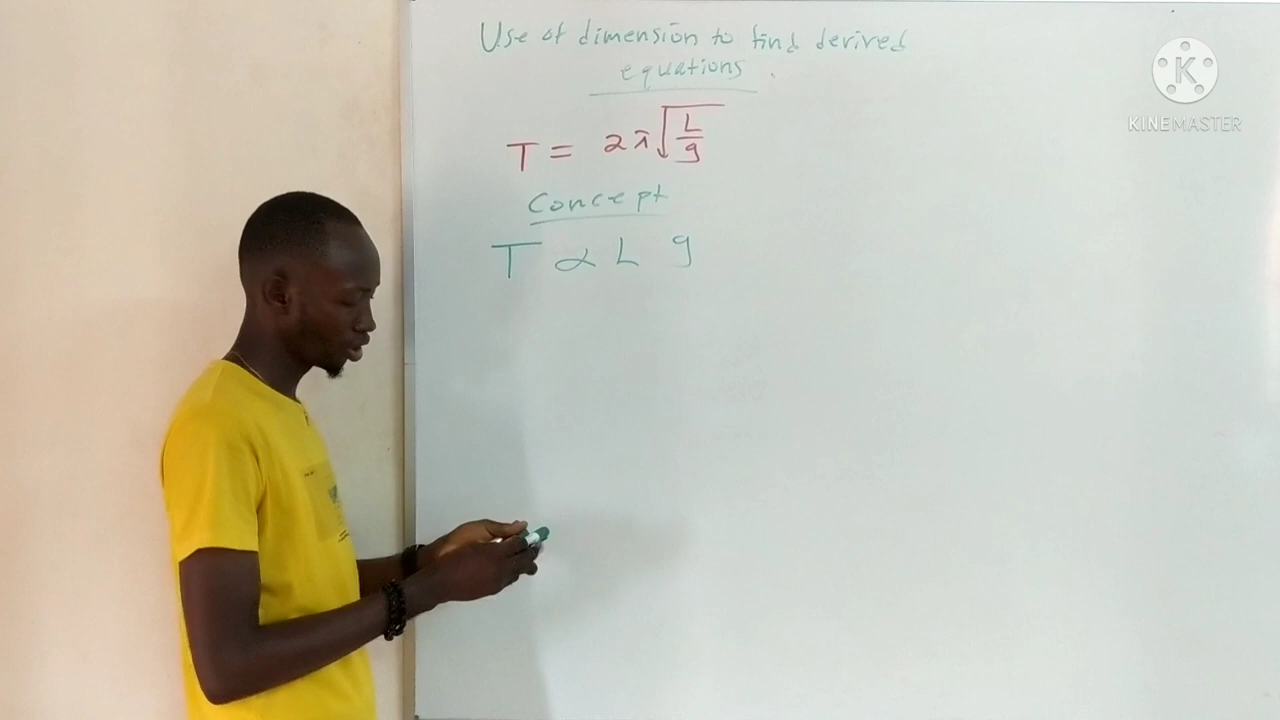 Use of dimension to find derived
equations.
T = 2π√(L/g)
Concept
T ∝ L g
K
KINEMASTER